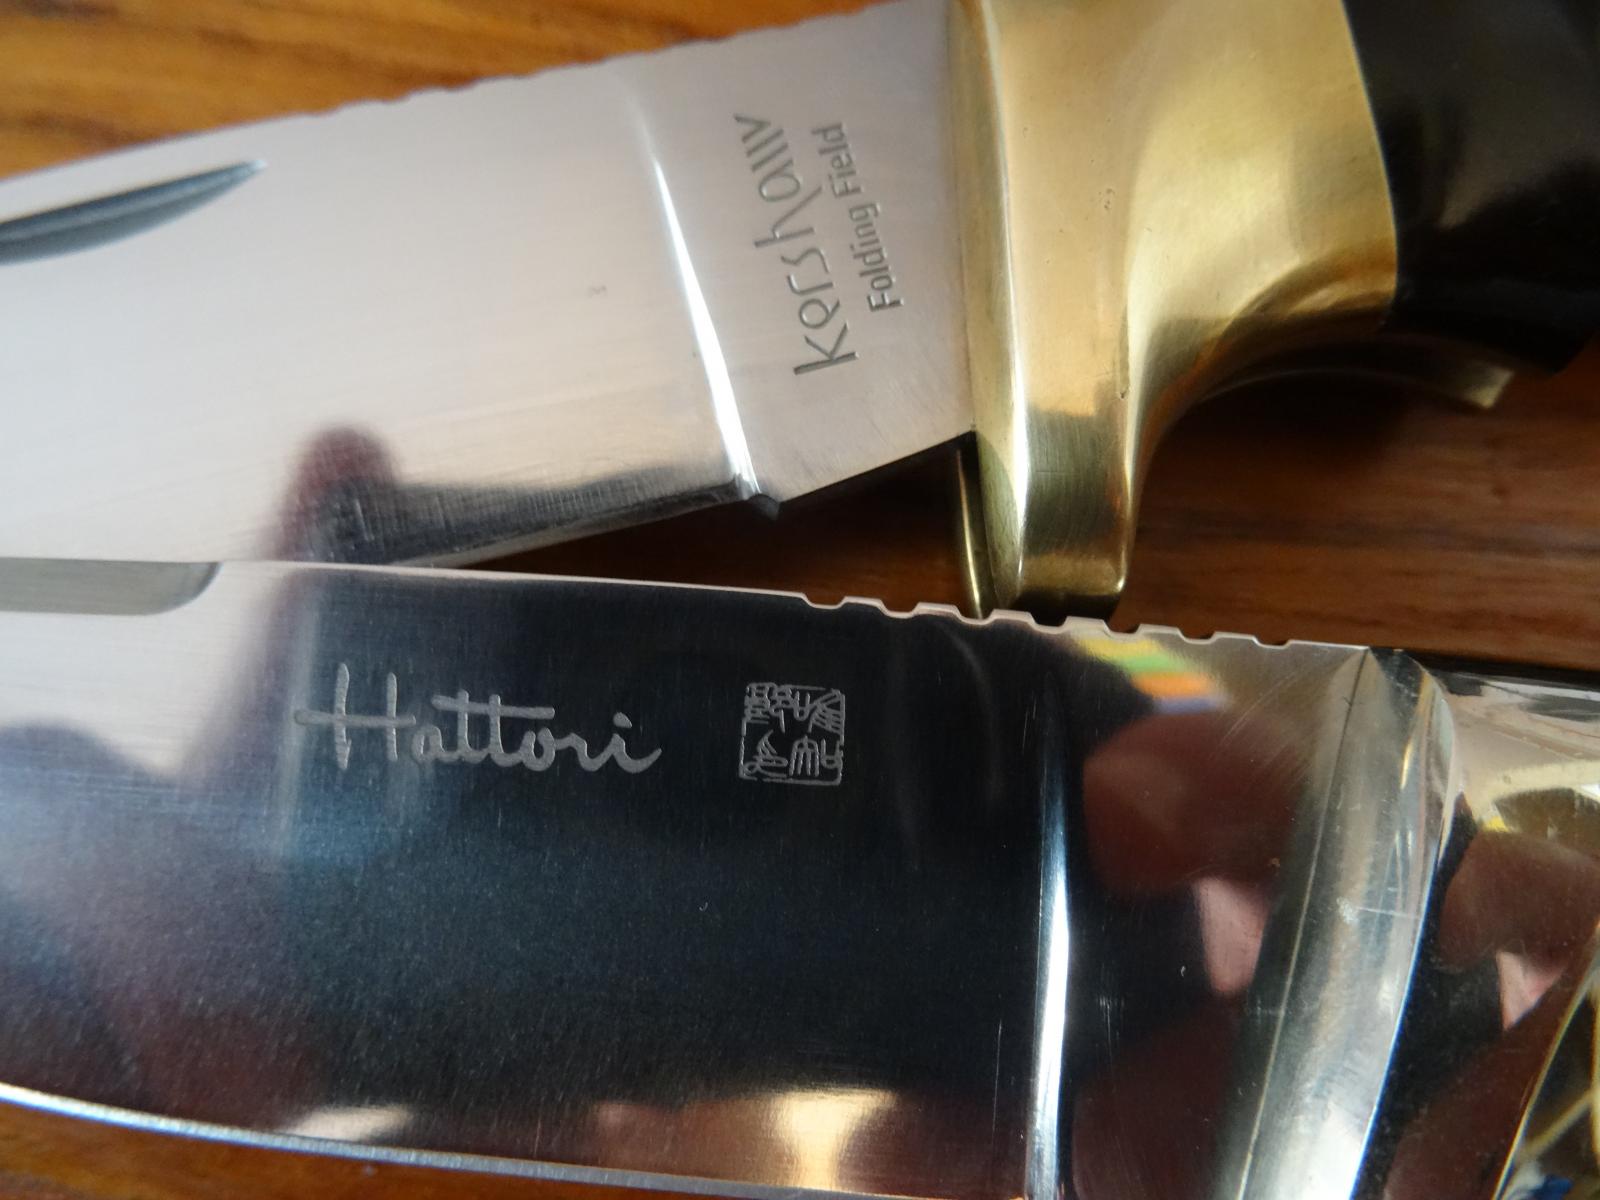 Kershaw
Folding Field
Hattori